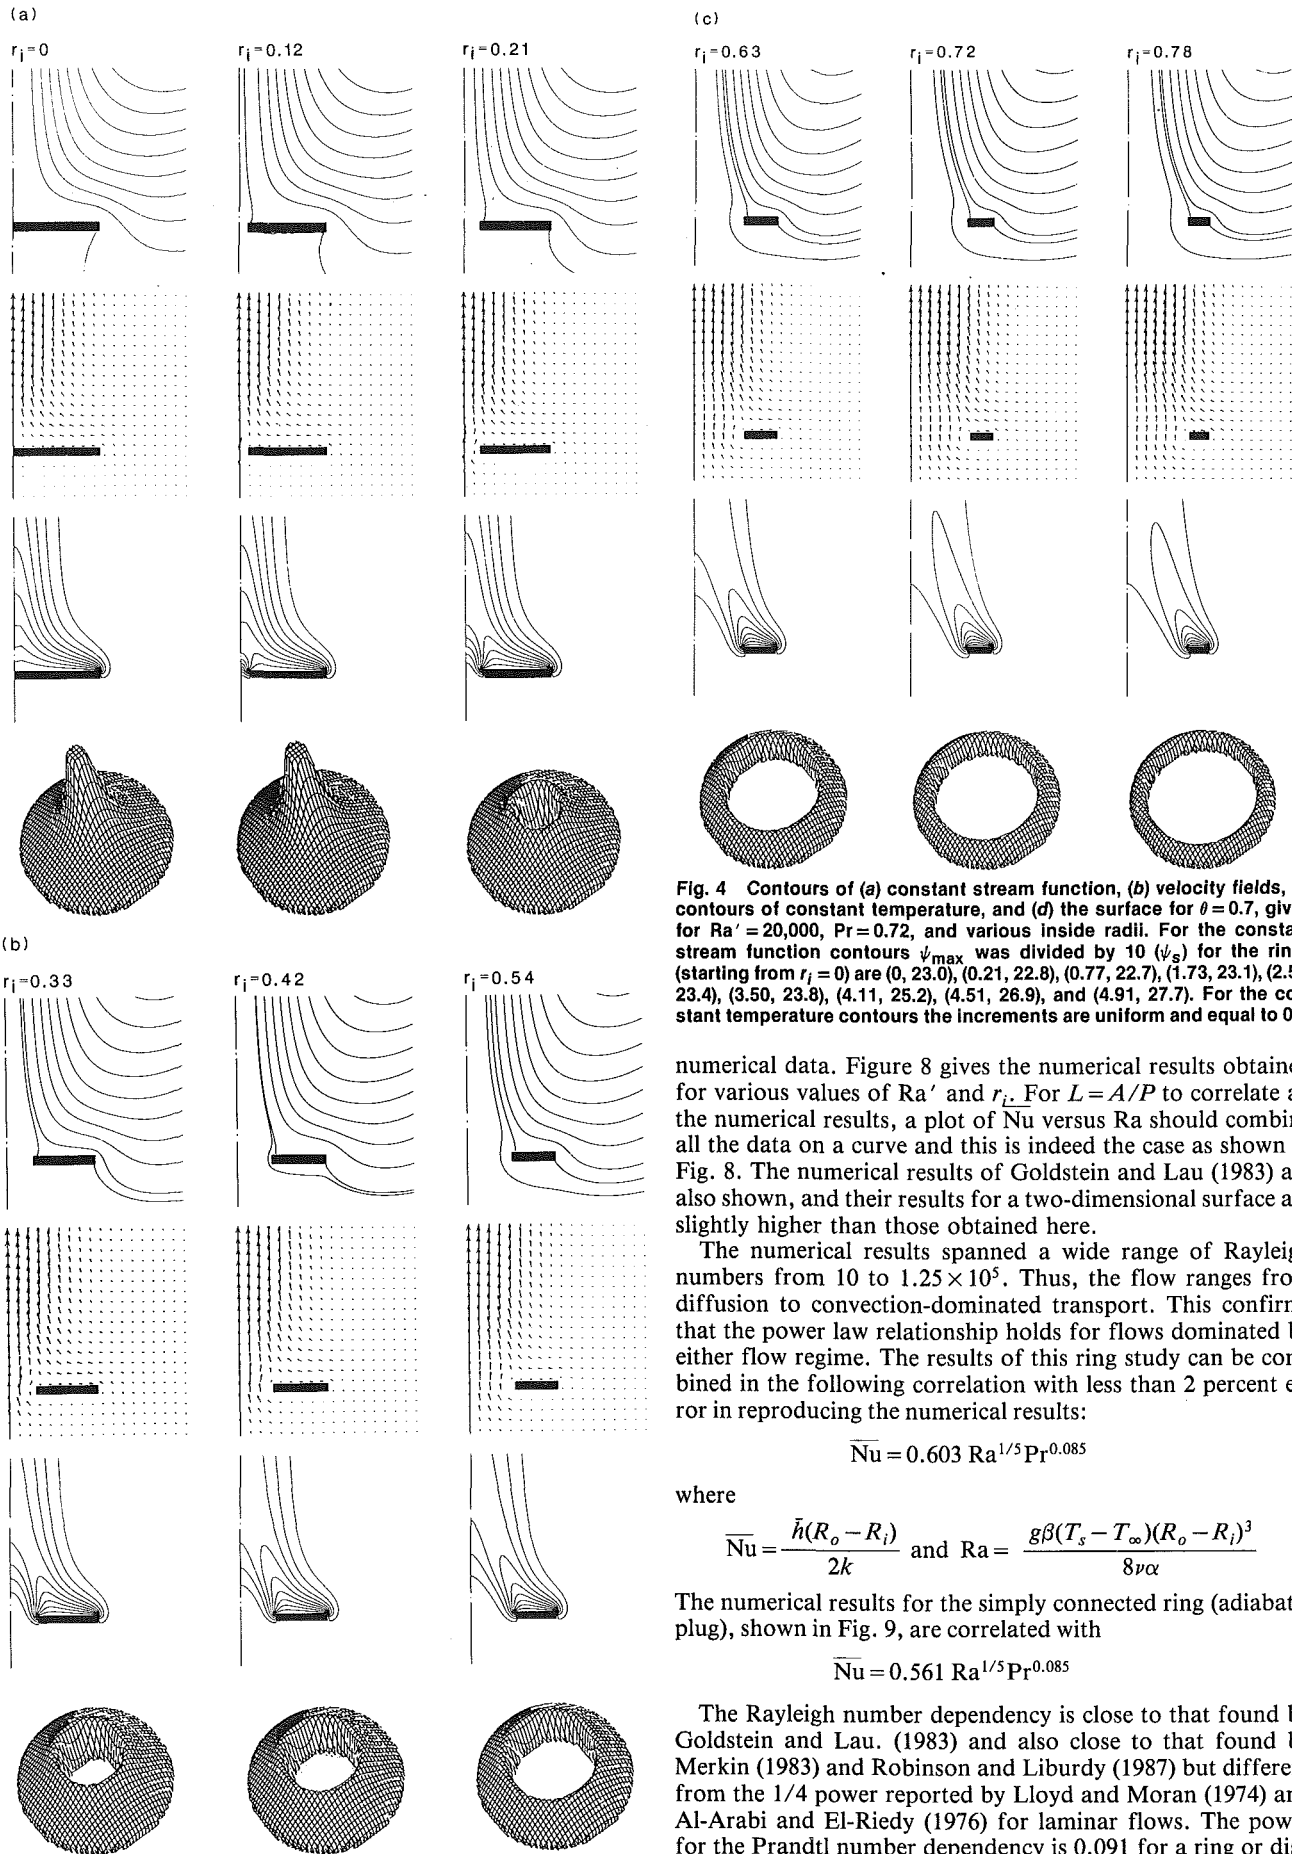 (a)
r_i=0
r_i=0.12
r_i=0.21
(b)
r_i=0.33
r_i=0.42
r_i=0.54
(c)
r_i=0.63
r_i=0.72
r_i=0.78
Fig. 4 Contours of (a) constant stream function, (b) velocity fields,
contours of constant temperature, and (d) the surface for θ = 0.7, giv
for Ra′ = 20,000, Pr = 0.72, and various inside radii. For the consta
stream function contours ψ_max was divided by 10 (ψ_s) for the rin
(starting from r_i = 0) are (0, 23.0), (0.21, 22.8), (0.77, 22.7), (1.73, 23.1), (2.5
23.4), (3.50, 23.8), (4.11, 25.2), (4.51, 26.9), and (4.91, 27.7). For the co
stant temperature contours the increments are uniform and equal to 0
numerical data. Figure 8 gives the numerical results obtaine
for various values of Ra′ and r_i. For L = A/P to correlate a
the numerical results, a plot of N̅u̅ versus Ra should combin
all the data on a curve and this is indeed the case as shown
Fig. 8. The numerical results of Goldstein and Lau (1983) a
also shown, and their results for a two-dimensional surface a
slightly higher than those obtained here.
The numerical results spanned a wide range of Rayleig
numbers from 10 to 1.25 × 10⁵. Thus, the flow ranges fro
diffusion to convection-dominated transport. This confirm
that the power law relationship holds for flows dominated b
either flow regime. The results of this ring study can be con
bined in the following correlation with less than 2 percent e
ror in reproducing the numerical results:
N̅u̅ = 0.603 Ra^{1/5}Pr^{0.085}
where
N̅u̅ = h̄(R_o − R_i)/2k and Ra = gβ(T_s − T_∞)(R_o − R_i)³/8να
The numerical results for the simply connected ring (adiabat
plug), shown in Fig. 9, are correlated with
N̅u̅ = 0.561 Ra^{1/5}Pr^{0.085}
The Rayleigh number dependency is close to that found b
Goldstein and Lau. (1983) and also close to that found b
Merkin (1983) and Robinson and Liburdy (1987) but differe
from the 1/4 power reported by Lloyd and Moran (1974) an
Al-Arabi and El-Riedy (1976) for laminar flows. The pow
for the Prandtl number dependency is 0.091 for a ring or dis